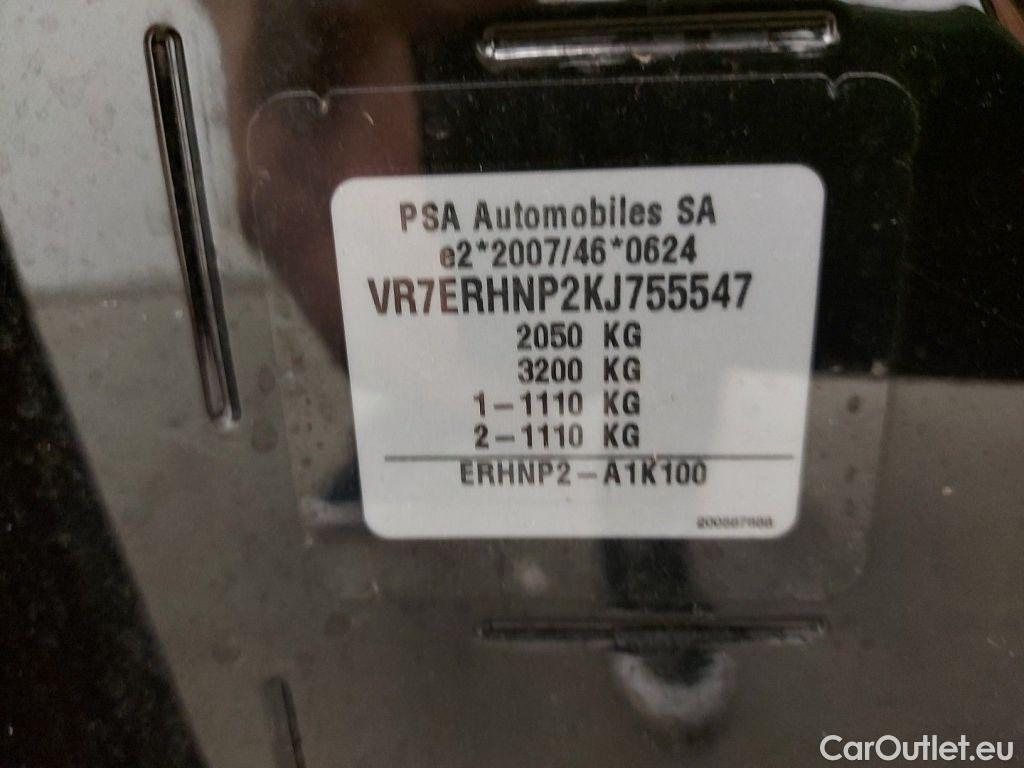 PSA Automobiles SA
e2*2007/46*0624
VR7ERHNP2KJ755547
2050 KG
3200 KG
1-1110 KG
2-1110 KG
ERHNP2-A1K100
CarOutlet.eu